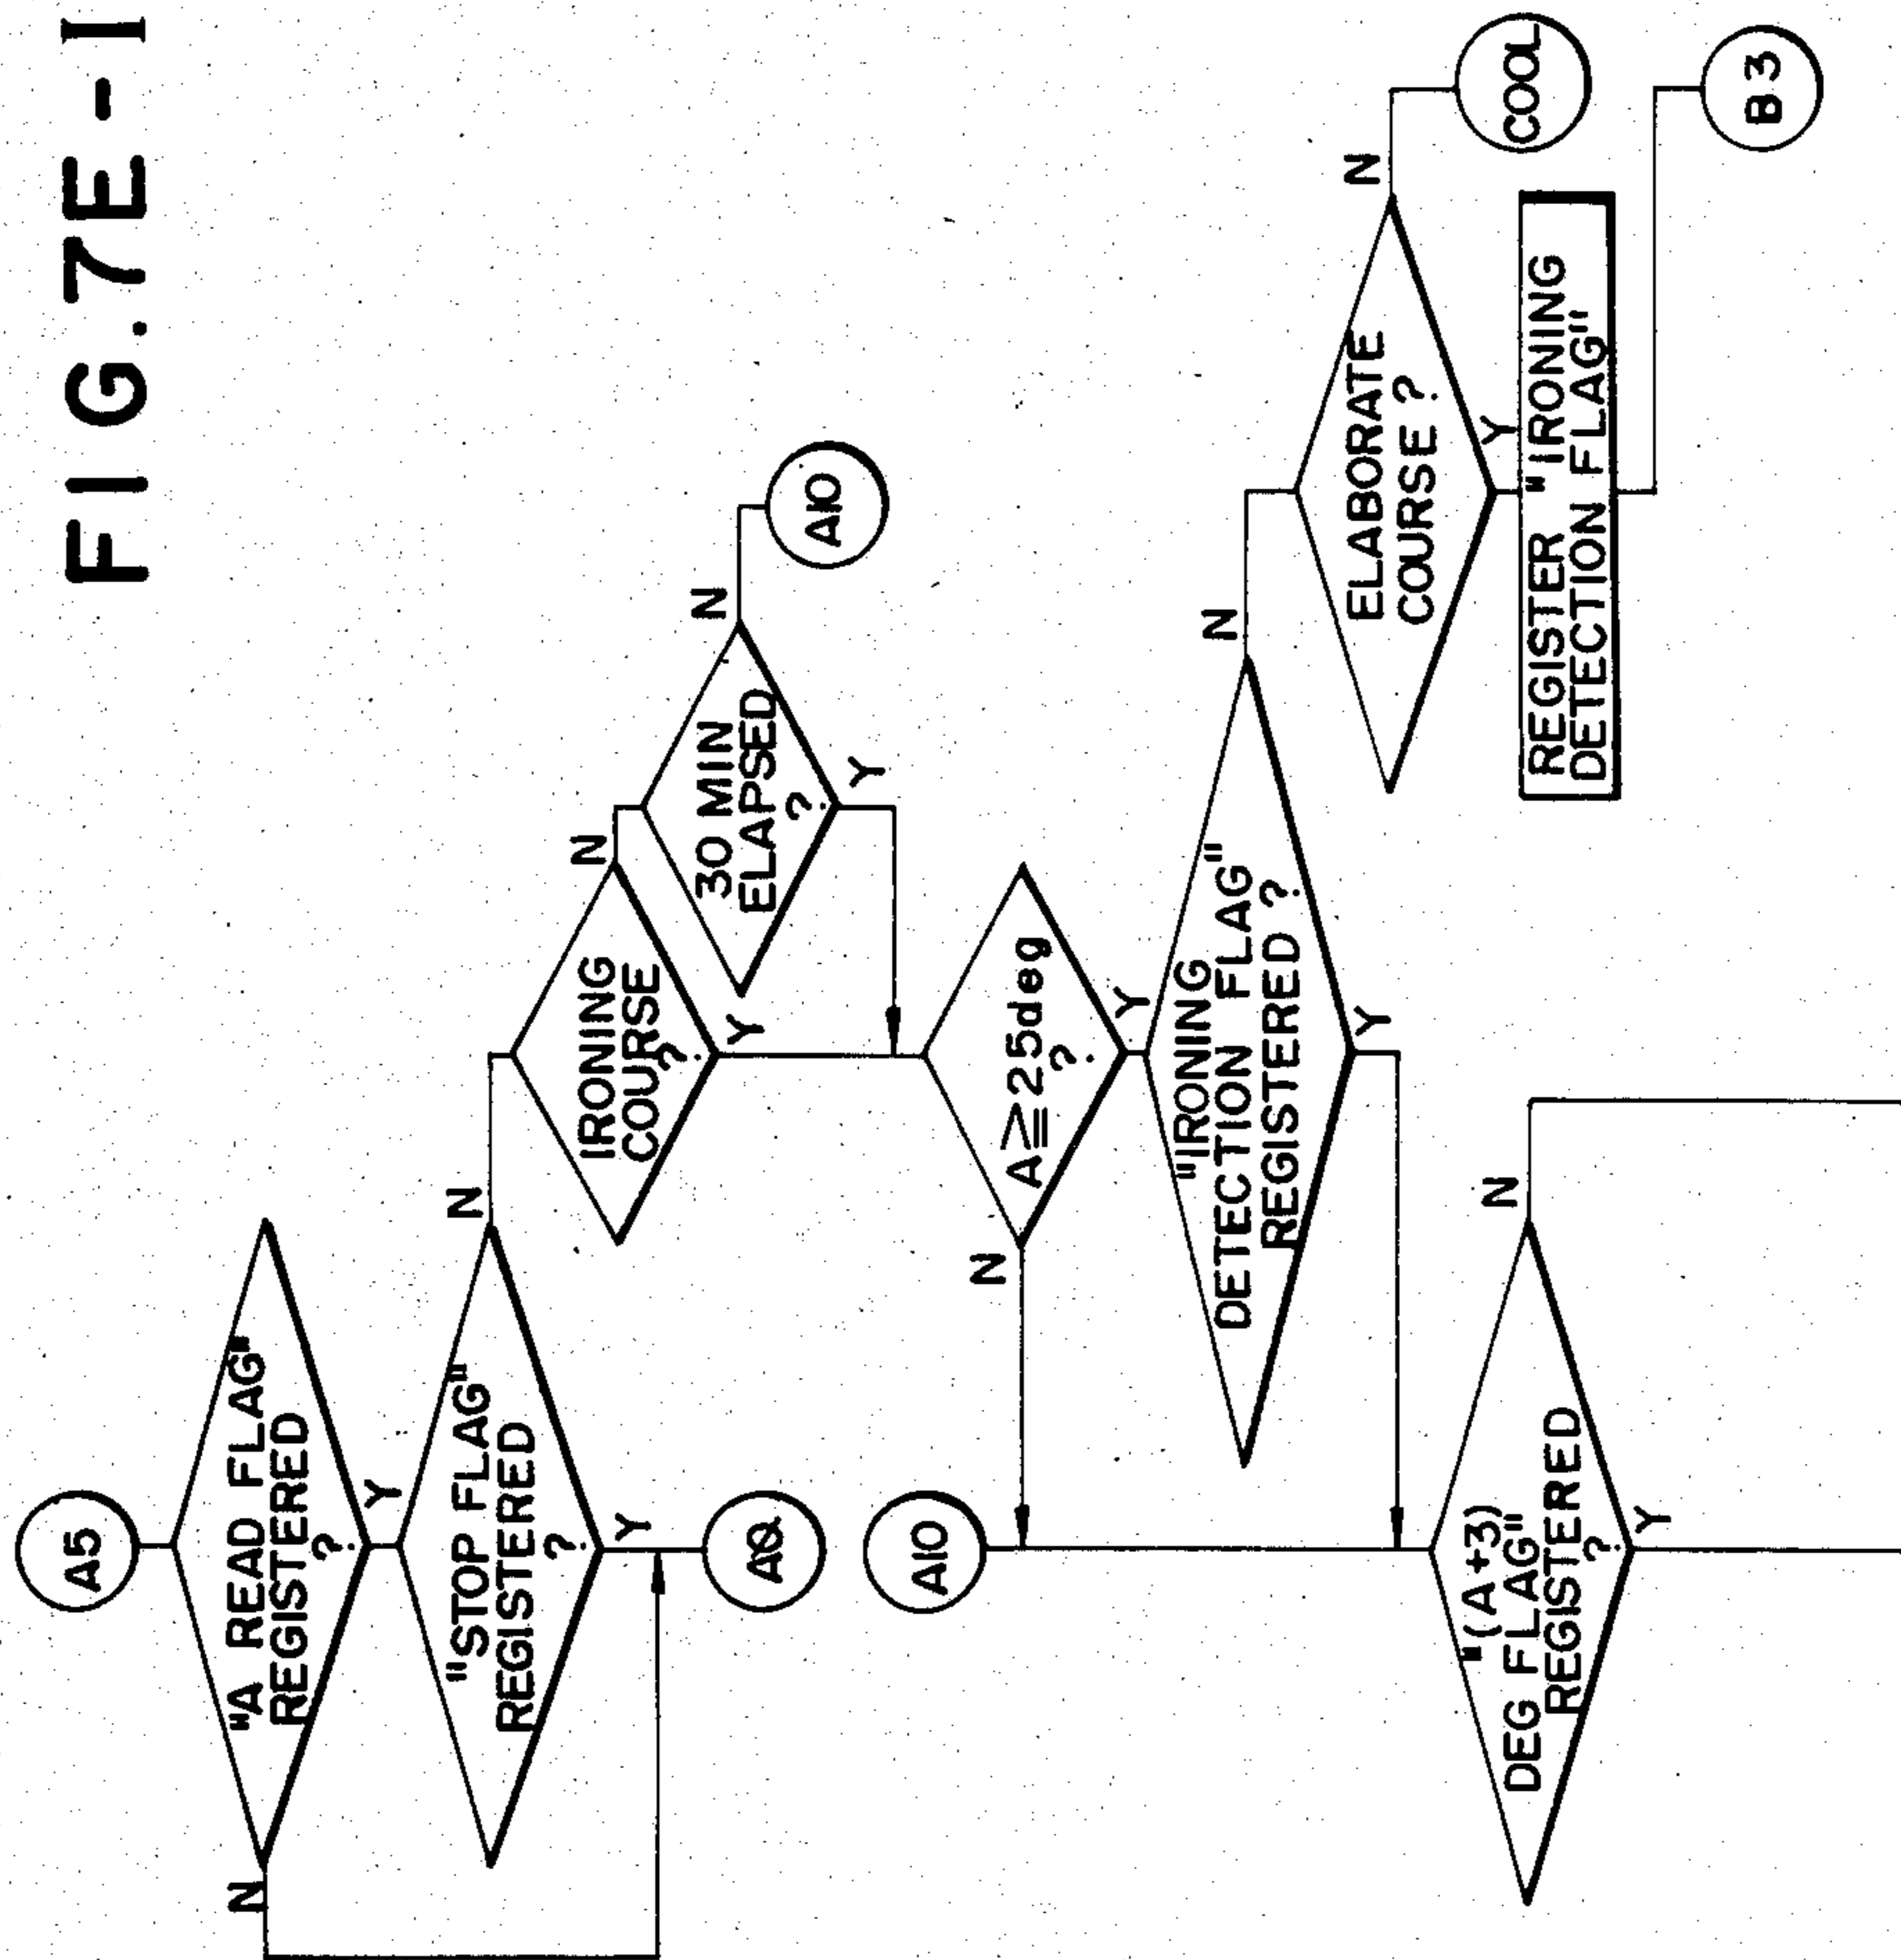 FIG.7E-1
A5
"A READ FLAG"
REGISTERED
?
N
Y
"STOP FLAG"
REGISTERED
?
N
Y
IRONING
COURSE
?
N
Y
30 MIN
ELAPSED
?
N
Y
A10
A10
A≧25deg
?
N
Y
"IRONING
DETECTION FLAG"
REGISTERED ?
N
Y
ELABORATE
COURSE ?
N
Y
COOL
REGISTER "IRONING
DETECTION FLAG"
B3
"(A+3)
DEG FLAG"
REGISTERED
?
N
Y